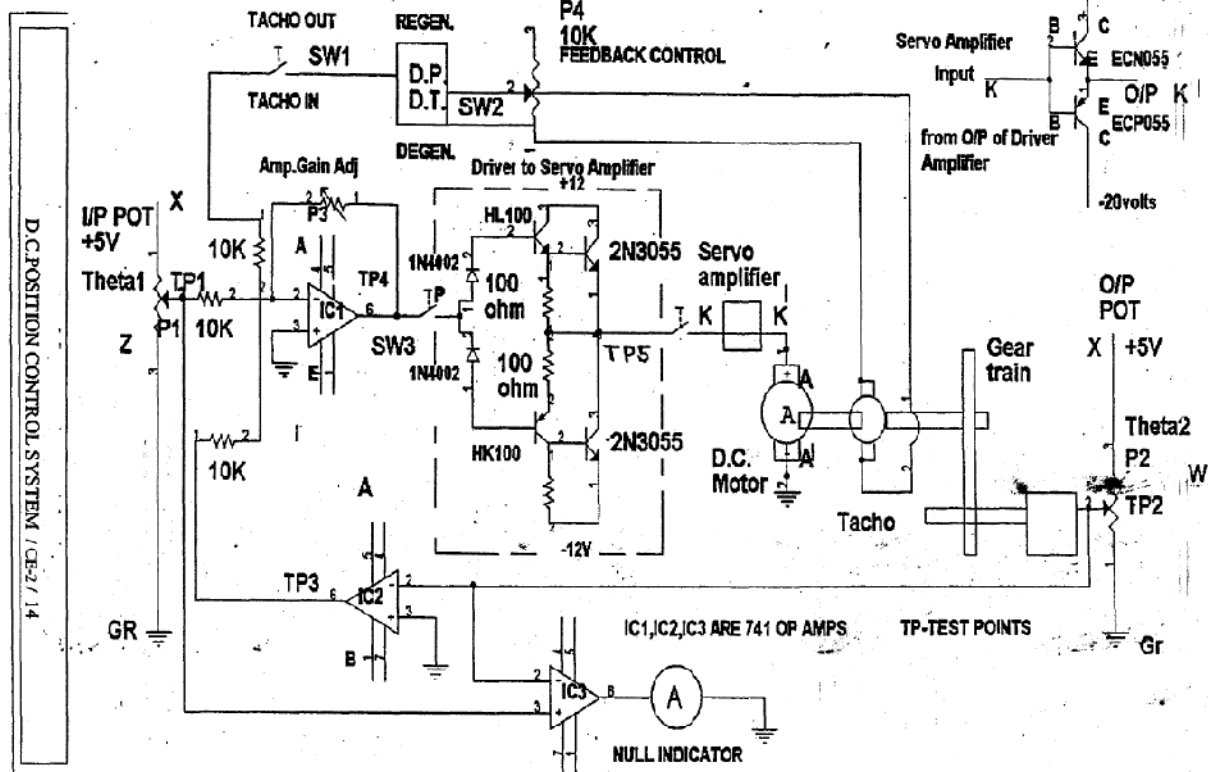 TACHO OUT
REGEN.
P4
10K
FEEDBACK CONTROL
SW1
D.P.
D.T.
SW2
TACHO IN
DEGEN.
Servo Amplifier
Input
K
B
C
E
ECN055
O/P K
E
B
ECP055
C
from O/P of Driver
Amplifier
-20volts
Amp.Gain Adj
P3
Driver to Servo Amplifier
+12
X
I/P POT
+5V
Theta1
TP1
P1
Z
10K
10K
A
TP4
IC1
E
SW3
TP
1N4002
1N4002
HL100
2N3055
100
ohm
100
ohm
HK100
2N3055
-12V
TP5
Servo
amplifier
K
K
A
A
A
D.C.
Motor
Tacho
Gear
train
O/P
POT
X
+5V
Theta2
P2
TP2
W
Gr
10K
A
TP3
IC2
B
GR
IC3
A
NULL INDICATOR
IC1,IC2,IC3 ARE 741 OP AMPS
TP-TEST POINTS
D.C.POSITION CONTROL SYSTEM / CE-2 / 14